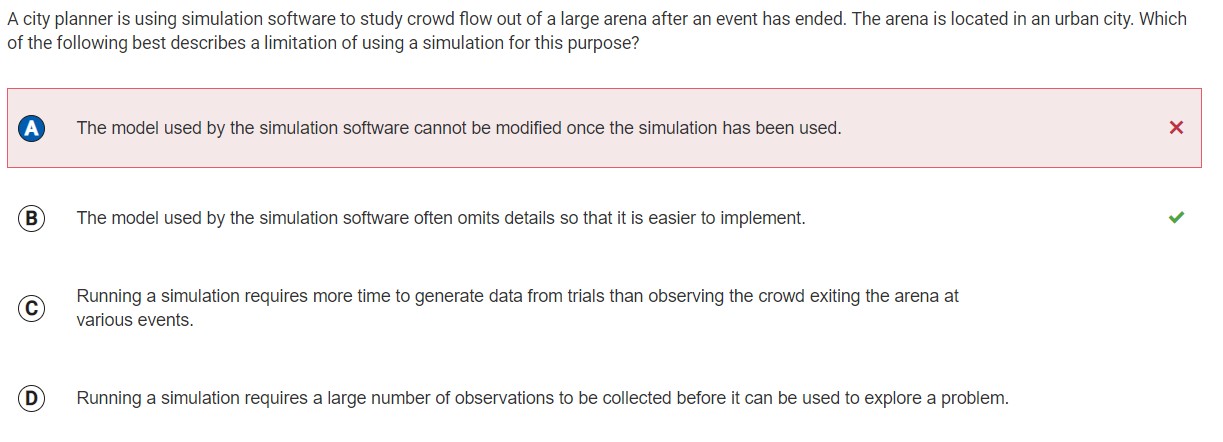 A city planner is using simulation software to study crowd flow out of a large arena after an event has ended. The arena is located in an urban city. Which
of the following best describes a limitation of using a simulation for this purpose?
A The model used by the simulation software cannot be modified once the simulation has been used.
B The model used by the simulation software often omits details so that it is easier to implement.
C Running a simulation requires more time to generate data from trials than observing the crowd exiting the arena at
various events.
D Running a simulation requires a large number of observations to be collected before it can be used to explore a problem.